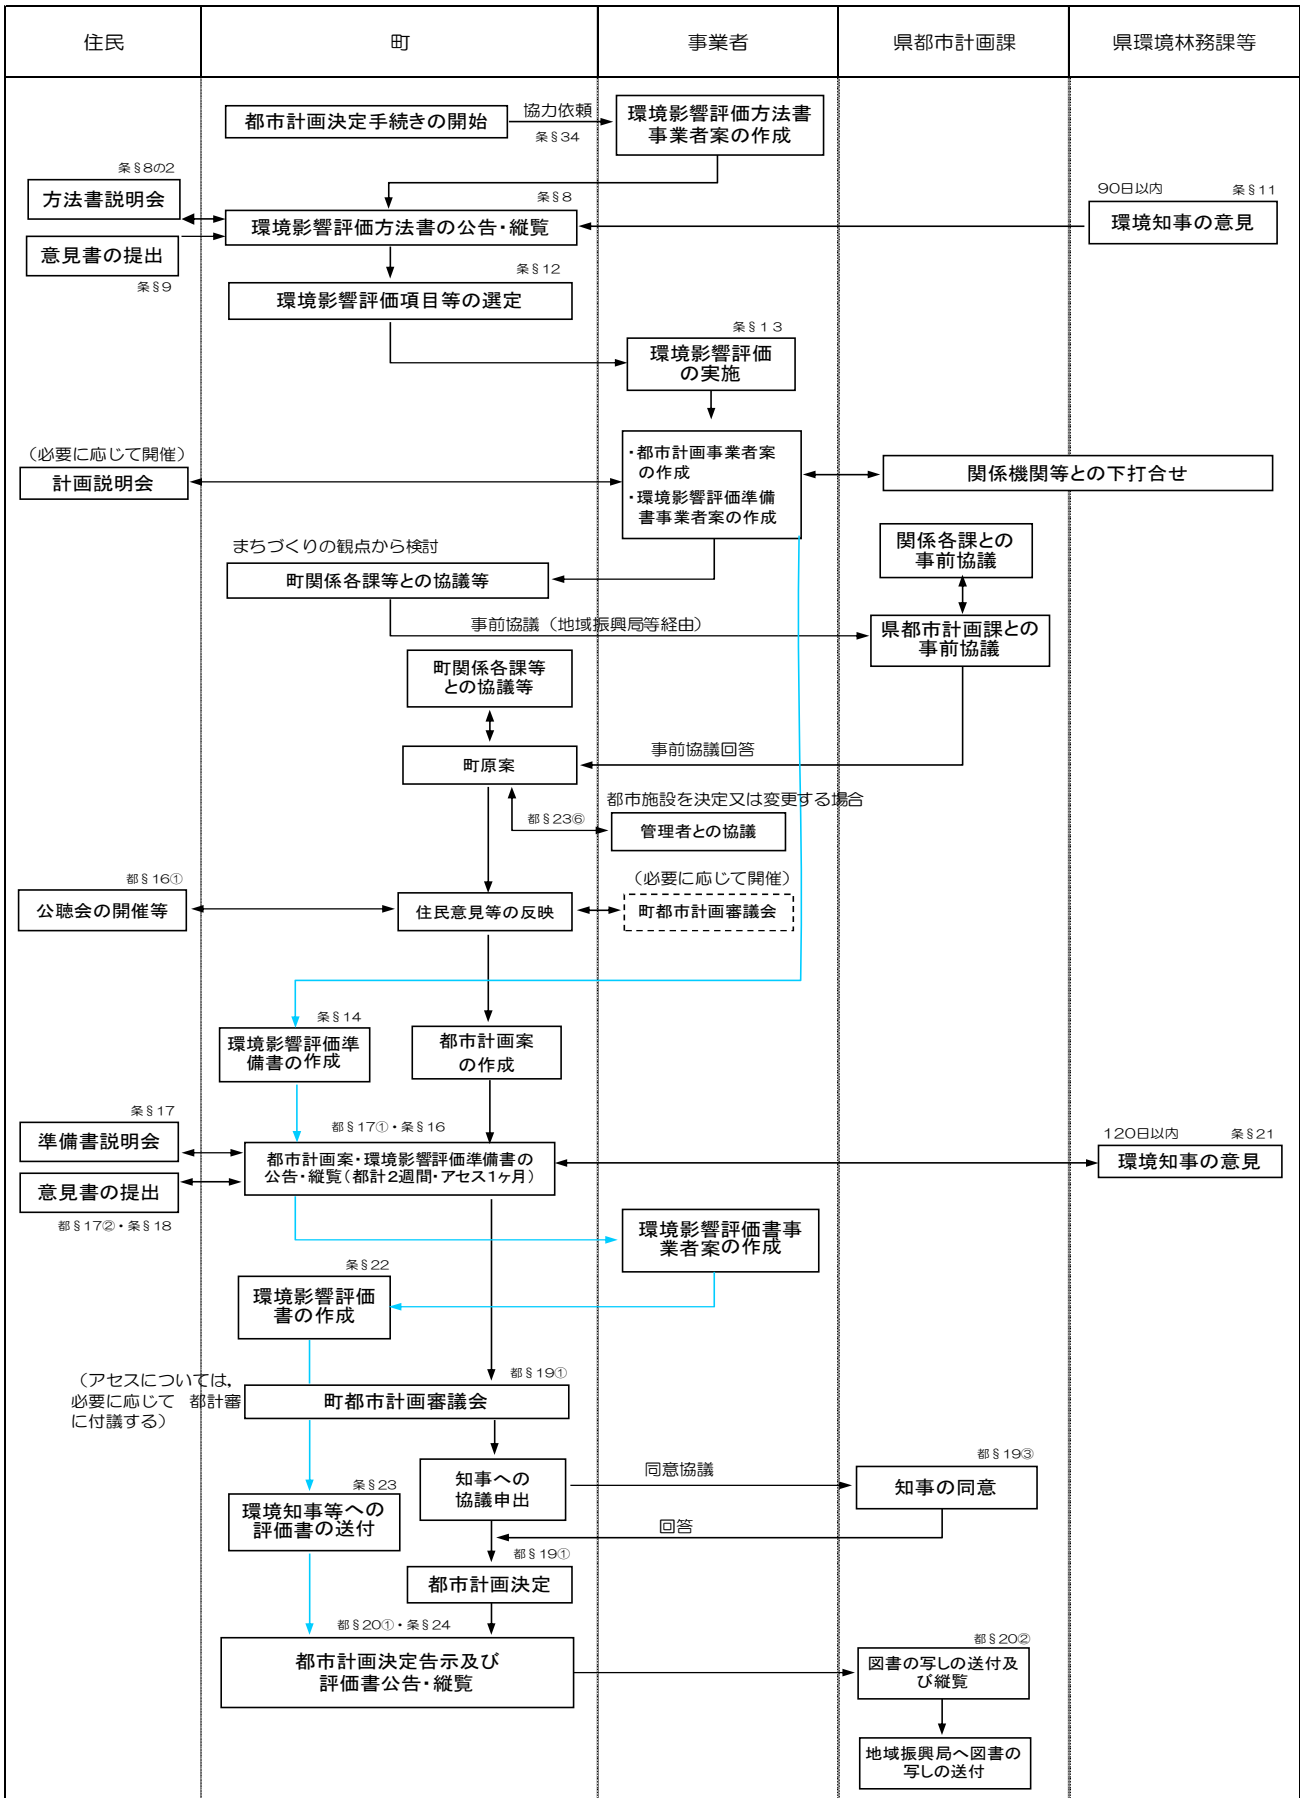 住民
町
事業者
県都市計画課
県環境林務課等
都市計画決定手続きの開始
協力依頼
条§34
環境影響評価方法書
事業者案の作成
条§8の2
方法書説明会
条§8
環境影響評価方法書の公告・縦覧
90日以内
条§11
環境知事の意見
意見書の提出
条§9
条§12
環境影響評価項目等の選定
条§13
環境影響評価
の実施
（必要に応じて開催）
計画説明会
・都市計画事業者案
の作成
・環境影響評価準備
書事業者案の作成
関係機関等との下打合せ
まちづくりの観点から検討
町関係各課等との協議等
関係各課との
事前協議
事前協議（地域振興局等経由）
県都市計画課との
事前協議
町関係各課等
との協議等
事前協議回答
町原案
都市施設を決定又は変更する場合
都§23⑥
管理者との協議
都§16①
公聴会の開催等
住民意見等の反映
（必要に応じて開催）
町都市計画審議会
条§14
環境影響評価準
備書の作成
都市計画案
の作成
条§17
準備書説明会
都§17①・条§16
都市計画案・環境影響評価準備書の
公告・縦覧（都計2週間・アセス1ヶ月）
120日以内
条§21
環境知事の意見
意見書の提出
都§17②・条§18
環境影響評価書事
業者案の作成
条§22
環境影響評価
書の作成
（アセスについては，
必要に応じて 都計審
に付議する）
都§19①
町都市計画審議会
知事への
協議申出
同意協議
都§19③
知事の同意
条§23
環境知事等への
評価書の送付
回答
都§19①
都市計画決定
都§20①・条§24
都市計画決定告示及び
評価書公告・縦覧
都§20②
図書の写しの送付及
び縦覧
地域振興局へ図書の
写しの送付